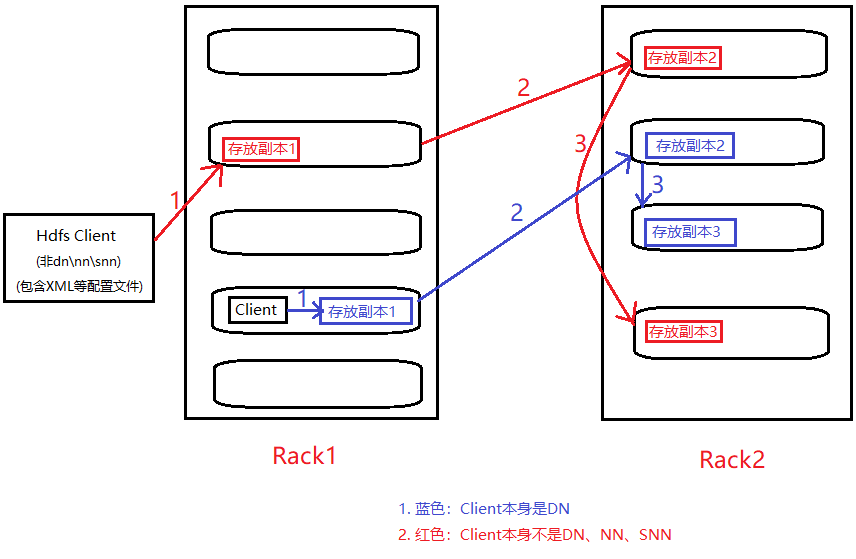 存放副本2
2
存放副本1
存放副本2
3
1
3
2
存放副本3
Hdfs Client
(非dn\nn\snn)
(包含XML等配置文件)
Client
1
存放副本1
存放副本3
Rack1
Rack2
1. 蓝色：Client本身是DN
2. 红色：Client本身不是DN、NN、SNN